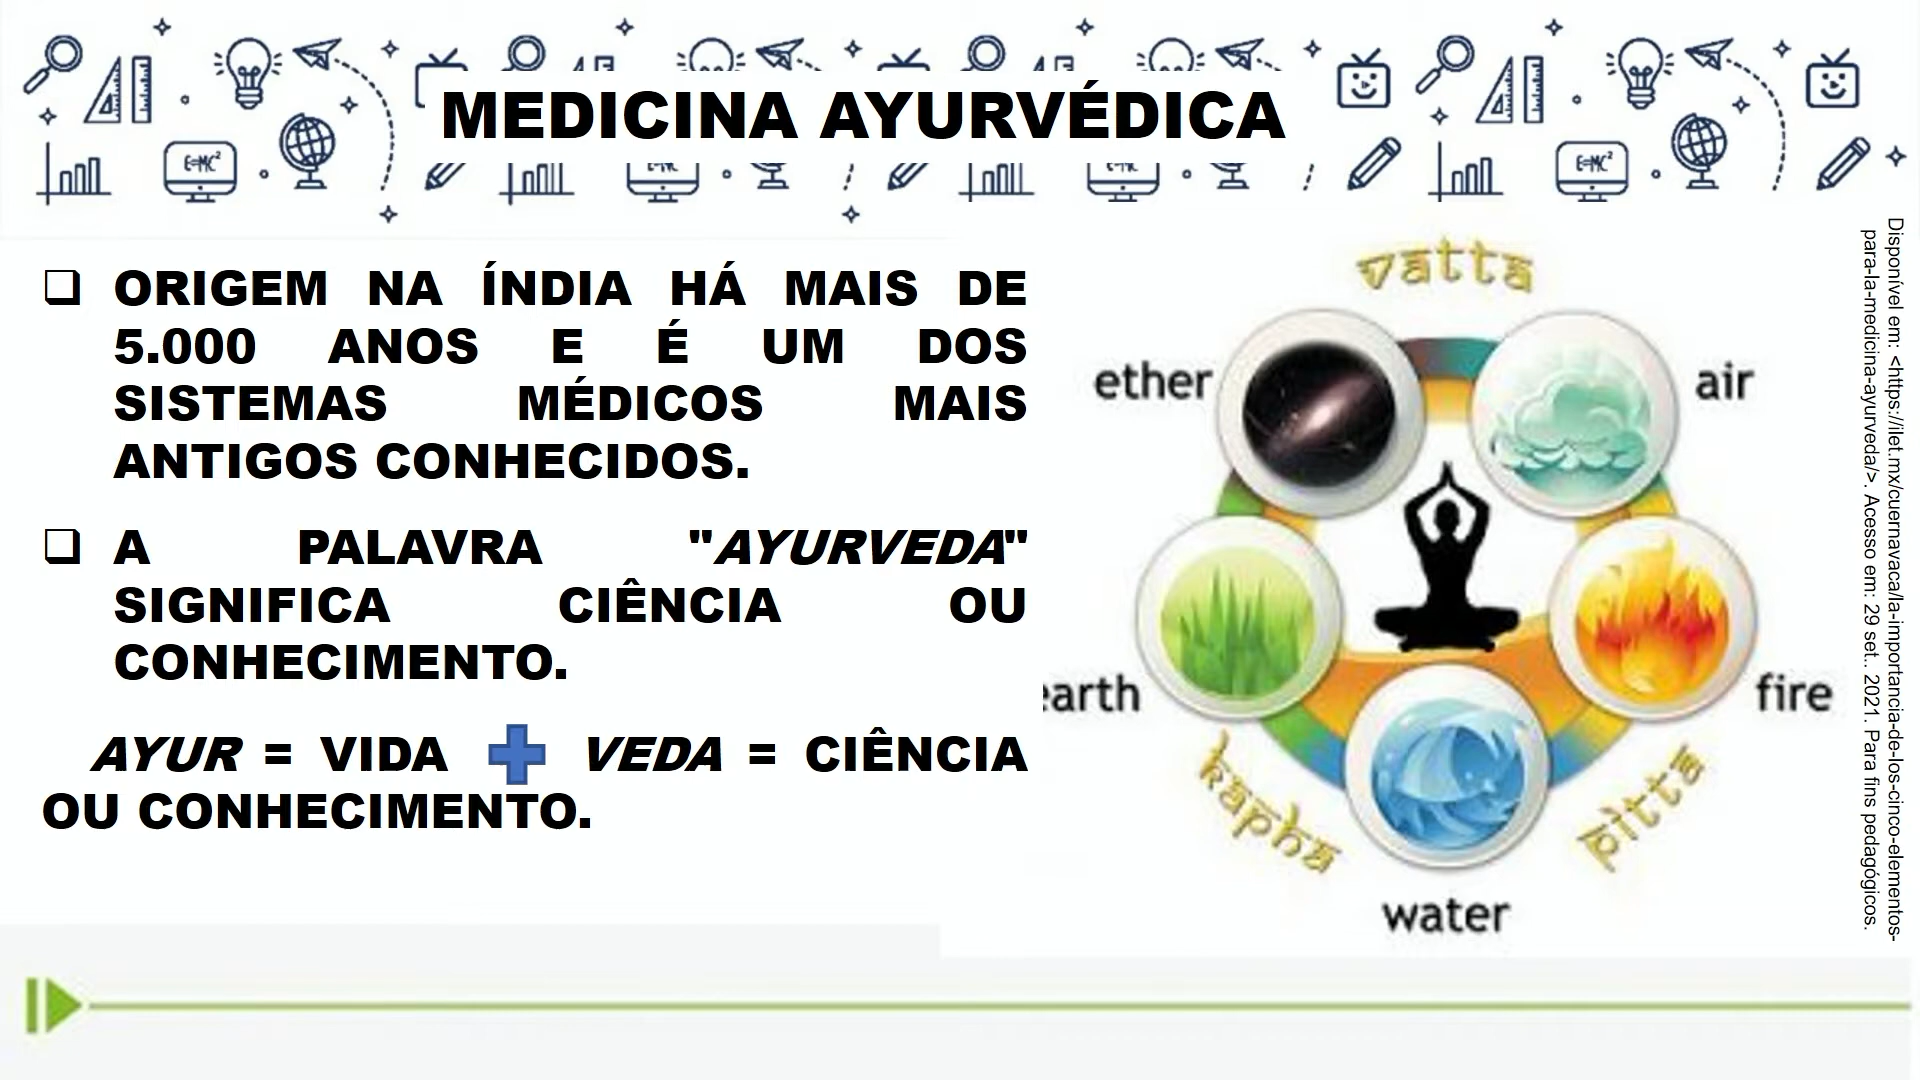 MEDICINA AYURVÉDICA
ORIGEM NA ÍNDIA HÁ MAIS DE
5.000 ANOS E É UM DOS
SISTEMAS MÉDICOS MAIS
ANTIGOS CONHECIDOS.
A PALAVRA "AYURVEDA"
SIGNIFICA CIÊNCIA OU
CONHECIMENTO.
AYUR = VIDA VEDA = CIÊNCIA
OU CONHECIMENTO.
vatta
ether
air
earth
fire
kapha
pitta
water
Disponível em: <https://ilet.mx/cuernavaca/la-importancia-de-los-cinco-elementos-
para-la-medicina-ayurveda/>. Acesso em: 29 set.. 2021. Para fins pedagógicos.
E=MC²
E=MC²